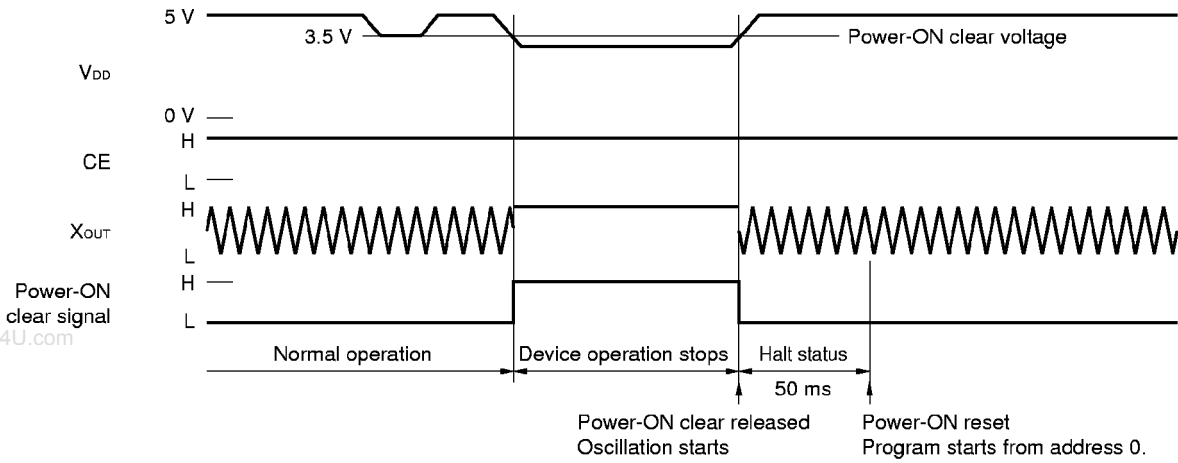 5 V
3.5 V
Power-ON clear voltage
VDD
0 V
H
CE
L
H
XOUT
L
H
Power-ON
clear signal
L
4U.com
Normal operation
Device operation stops
Halt status
50 ms
Power-ON clear released
Oscillation starts
Power-ON reset
Program starts from address 0.